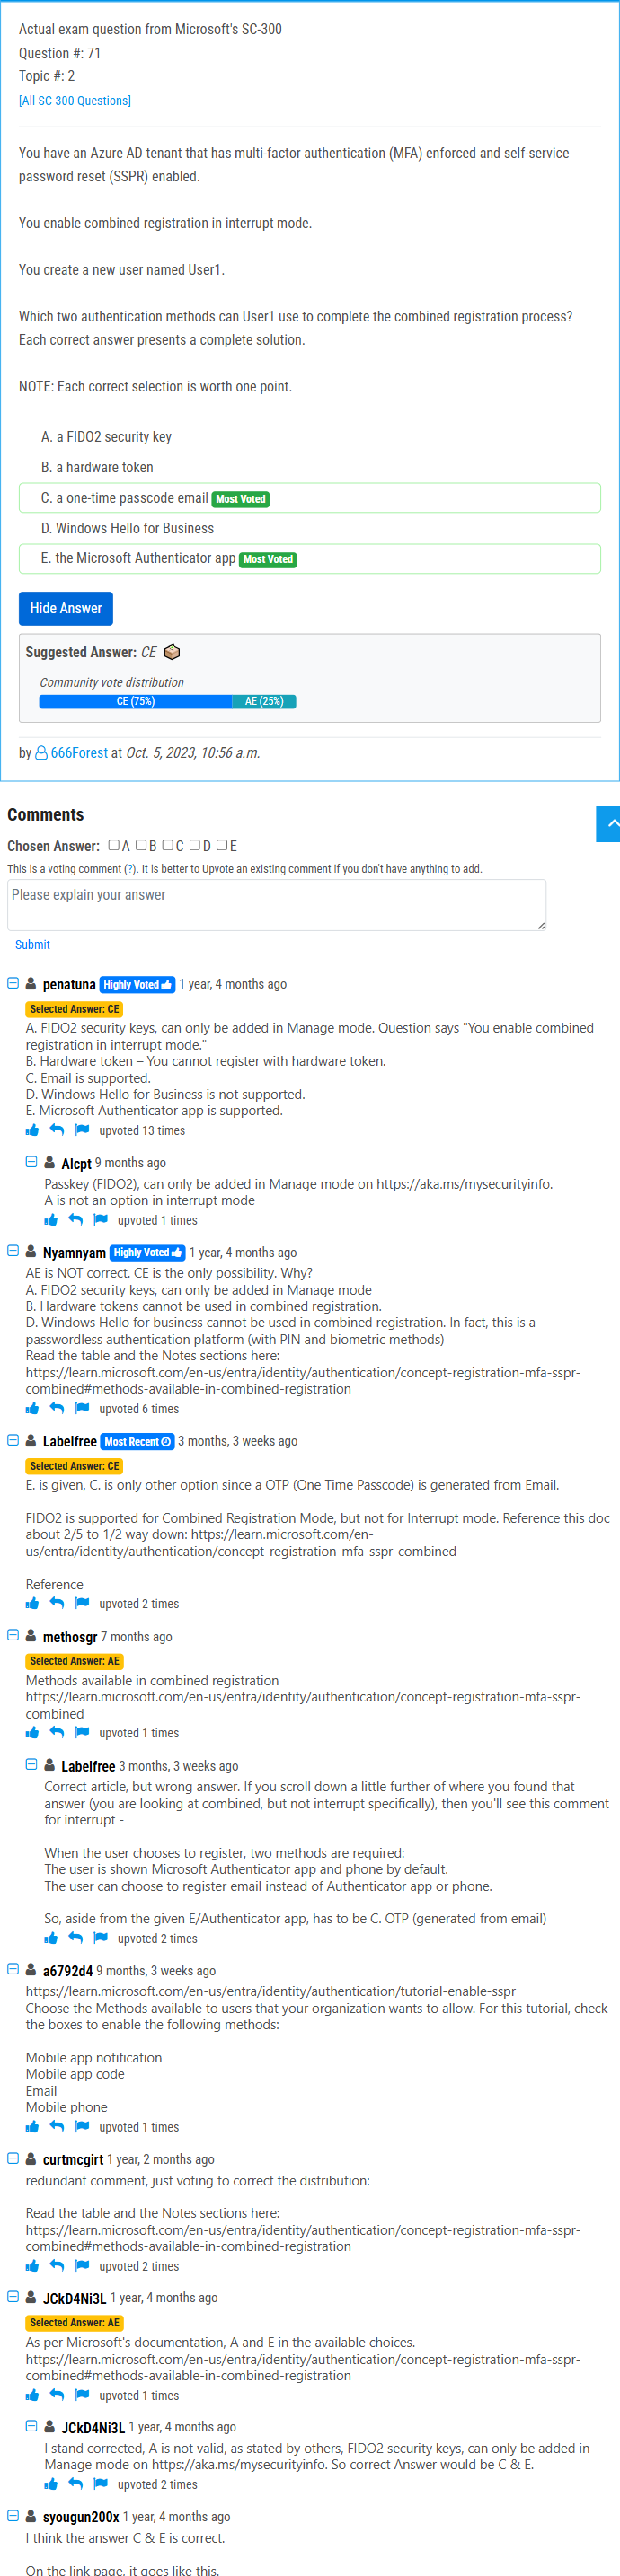 Actual exam question from Microsoft's SC-300
Question #: 71
Topic #: 2
[All SC-300 Questions]
You have an Azure AD tenant that has multi-factor authentication (MFA) enforced and self-service
password reset (SSPR) enabled.
You enable combined registration in interrupt mode.
You create a new user named User1.
Which two authentication methods can User1 use to complete the combined registration process?
Each correct answer presents a complete solution.
NOTE: Each correct selection is worth one point.
A. a FIDO2 security key
B. a hardware token
C. a one-time passcode email Most Voted
D. Windows Hello for Business
E. the Microsoft Authenticator app Most Voted
Hide Answer
Suggested Answer: CE
Community vote distribution
CE (75%) AE (25%)
by 666Forest at Oct. 5, 2023, 10:56 a.m.
Comments
Chosen Answer: A B C D E
This is a voting comment (?). It is better to Upvote an existing comment if you don't have anything to add.
Please explain your answer
Submit
penatuna Highly Voted 1 year, 4 months ago
Selected Answer: CE
A. FIDO2 security keys, can only be added in Manage mode. Question says "You enable combined
registration in interrupt mode."
B. Hardware token – You cannot register with hardware token.
C. Email is supported.
D. Windows Hello for Business is not supported.
E. Microsoft Authenticator app is supported.
upvoted 13 times
Alcpt 9 months ago
Passkey (FIDO2), can only be added in Manage mode on https://aka.ms/mysecurityinfo.
A is not an option in interrupt mode
upvoted 1 times
Nyamnyam Highly Voted 1 year, 4 months ago
AE is NOT correct. CE is the only possibility. Why?
A. FIDO2 security keys, can only be added in Manage mode
B. Hardware tokens cannot be used in combined registration.
D. Windows Hello for business cannot be used in combined registration. In fact, this is a
passwordless authentication platform (with PIN and biometric methods)
Read the table and the Notes sections here:
https://learn.microsoft.com/en-us/entra/identity/authentication/concept-registration-mfa-sspr-
combined#methods-available-in-combined-registration
upvoted 6 times
Labelfree Most Recent 3 months, 3 weeks ago
Selected Answer: CE
E. is given, C. is only other option since a OTP (One Time Passcode) is generated from Email.
FIDO2 is supported for Combined Registration Mode, but not for Interrupt mode. Reference this doc
about 2/5 to 1/2 way down: https://learn.microsoft.com/en-
us/entra/identity/authentication/concept-registration-mfa-sspr-combined
Reference
upvoted 2 times
methosgr 7 months ago
Selected Answer: AE
Methods available in combined registration
https://learn.microsoft.com/en-us/entra/identity/authentication/concept-registration-mfa-sspr-
combined
upvoted 1 times
Labelfree 3 months, 3 weeks ago
Correct article, but wrong answer. If you scroll down a little further of where you found that
answer (you are looking at combined, but not interrupt specifically), then you'll see this comment
for interrupt -
When the user chooses to register, two methods are required:
The user is shown Microsoft Authenticator app and phone by default.
The user can choose to register email instead of Authenticator app or phone.
So, aside from the given E/Authenticator app, has to be C. OTP (generated from email)
upvoted 2 times
a6792d4 9 months, 3 weeks ago
https://learn.microsoft.com/en-us/entra/identity/authentication/tutorial-enable-sspr
Choose the Methods available to users that your organization wants to allow. For this tutorial, check
the boxes to enable the following methods:
Mobile app notification
Mobile app code
Email
Mobile phone
upvoted 1 times
curtmcgirt 1 year, 2 months ago
redundant comment, just voting to correct the distribution:
Read the table and the Notes sections here:
https://learn.microsoft.com/en-us/entra/identity/authentication/concept-registration-mfa-sspr-
combined#methods-available-in-combined-registration
upvoted 2 times
JCkD4Ni3L 1 year, 4 months ago
Selected Answer: AE
As per Microsoft's documentation, A and E in the available choices.
https://learn.microsoft.com/en-us/entra/identity/authentication/concept-registration-mfa-sspr-
combined#methods-available-in-combined-registration
upvoted 1 times
JCkD4Ni3L 1 year, 4 months ago
I stand corrected, A is not valid, as stated by others, FIDO2 security keys, can only be added in
Manage mode on https://aka.ms/mysecurityinfo. So correct Answer would be C & E.
upvoted 2 times
syougun200x 1 year, 4 months ago
I think the answer C & E is correct.
On the link page, it goes like this.